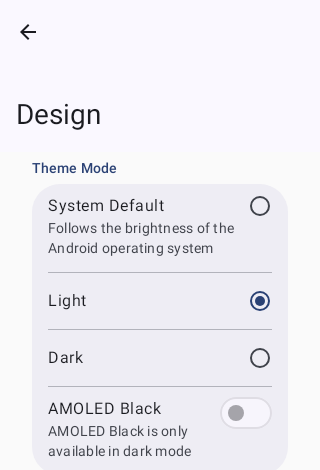 Design
Theme Mode
System Default
Follows the brightness of the
Android operating system
Light
Dark
AMOLED Black
AMOLED Black is only
available in dark mode